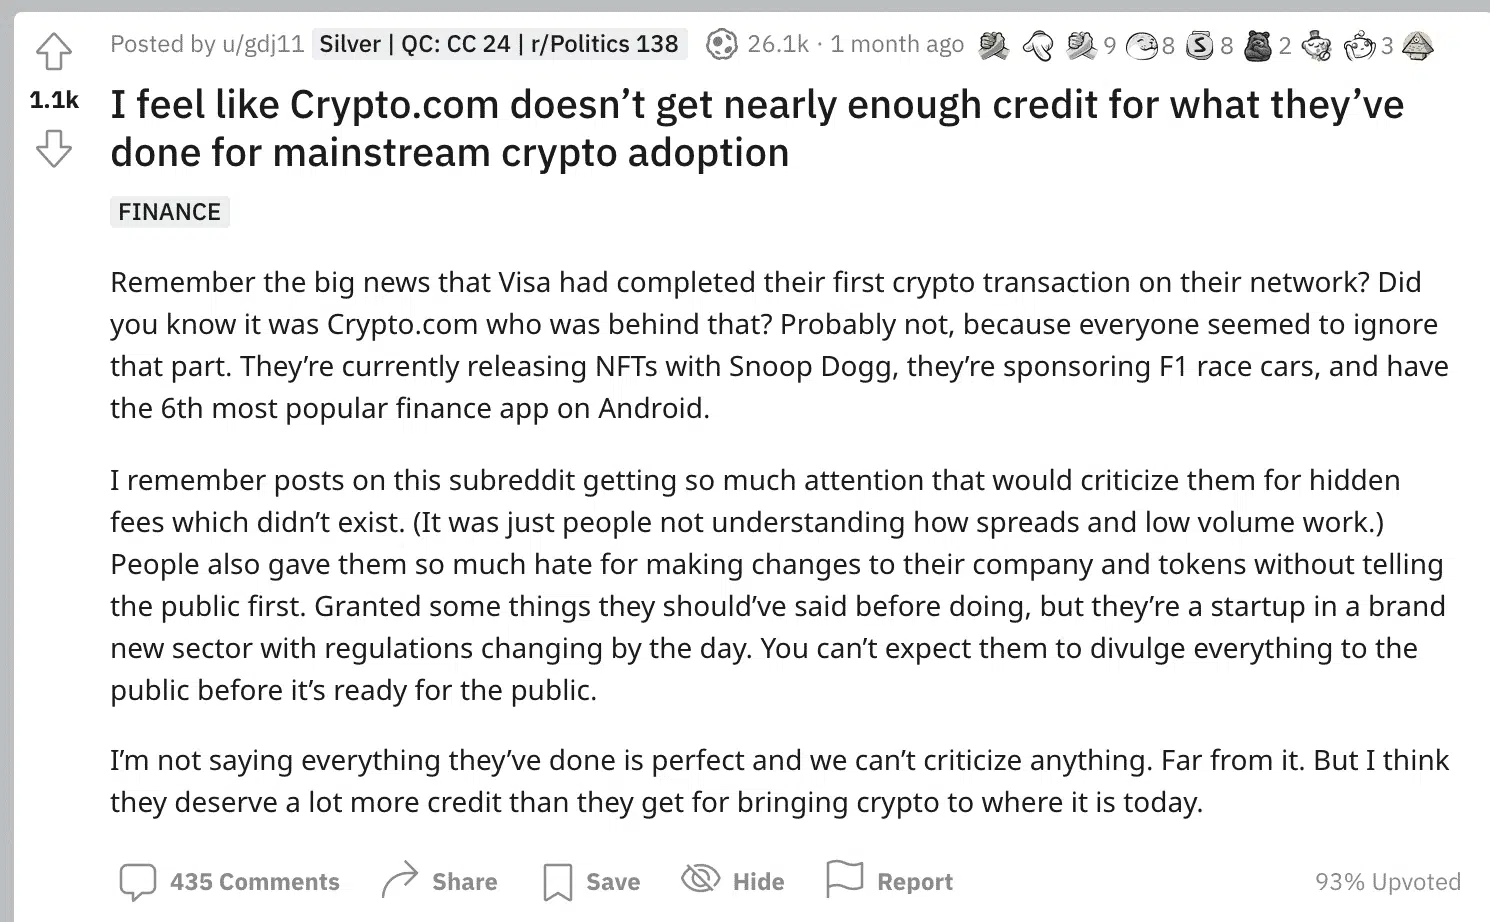 Posted by u/gdj11 Silver | QC: CC 24 | r/Politics 138 26.1k · 1 month ago 9 8 S 8 2 3
1.1k
I feel like Crypto.com doesn’t get nearly enough credit for what they’ve
done for mainstream crypto adoption
FINANCE
Remember the big news that Visa had completed their first crypto transaction on their network? Did
you know it was Crypto.com who was behind that? Probably not, because everyone seemed to ignore
that part. They’re currently releasing NFTs with Snoop Dogg, they’re sponsoring F1 race cars, and have
the 6th most popular finance app on Android.
I remember posts on this subreddit getting so much attention that would criticize them for hidden
fees which didn’t exist. (It was just people not understanding how spreads and low volume work.)
People also gave them so much hate for making changes to their company and tokens without telling
the public first. Granted some things they should’ve said before doing, but they’re a startup in a brand
new sector with regulations changing by the day. You can’t expect them to divulge everything to the
public before it’s ready for the public.
I’m not saying everything they’ve done is perfect and we can’t criticize anything. Far from it. But I think
they deserve a lot more credit than they get for bringing crypto to where it is today.
435 Comments Share Save Hide Report 93% Upvoted